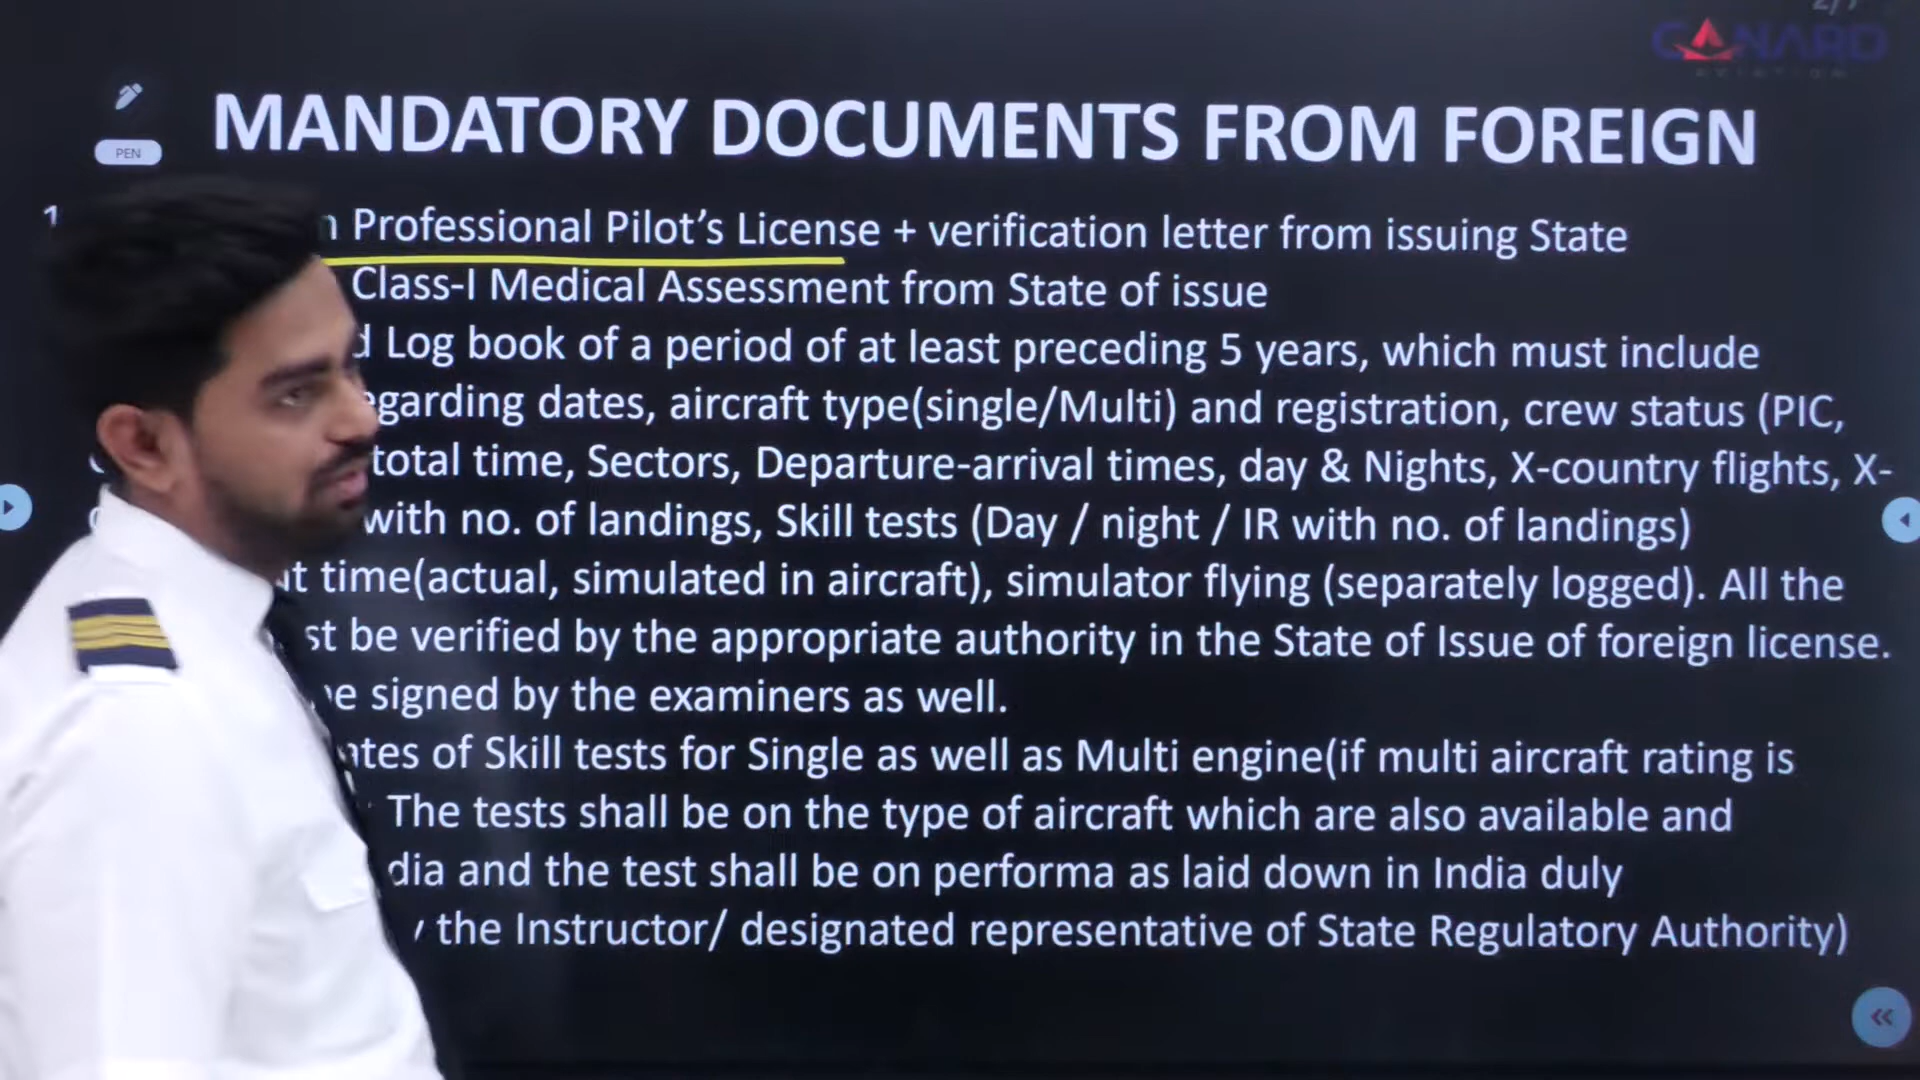 CANARD
AVIATION
MANDATORY DOCUMENTS FROM FOREIGN
PEN
1
Professional Pilot's License + verification letter from issuing State
Class-I Medical Assessment from State of issue
Log book of a period of at least preceding 5 years, which must include
dates, aircraft type(single/Multi) and registration, crew status (PIC,
total time, Sectors, Departure-arrival times, day & Nights, X-country flights, X-
with no. of landings, Skill tests (Day / night / IR with no. of landings)
time(actual, simulated in aircraft), simulator flying (separately logged). All the
be verified by the appropriate authority in the State of Issue of foreign license.
signed by the examiners as well.
of Skill tests for Single as well as Multi engine(if multi aircraft rating is
The tests shall be on the type of aircraft which are also available and
and the test shall be on performa as laid down in India duly
the Instructor/ designated representative of State Regulatory Authority)